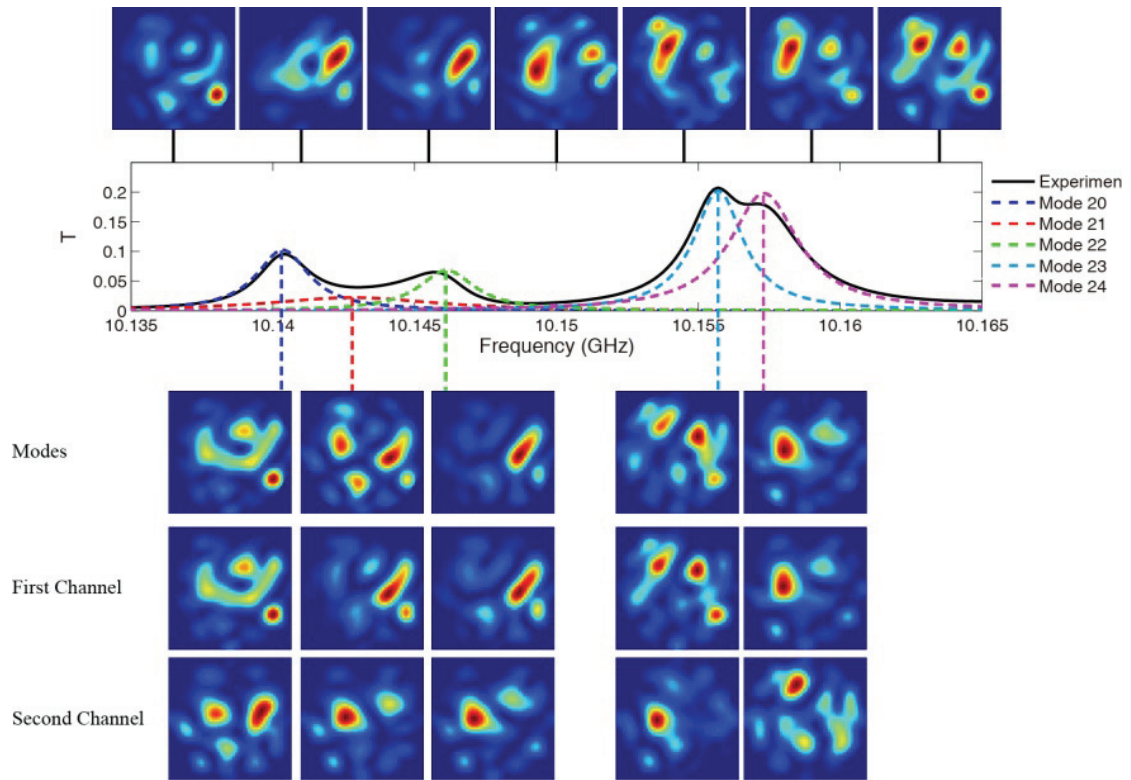 0.2
0.15
0.1
0.05
0
T
10.135
10.14
10.145
10.15
10.155
10.16
10.165
Frequency (GHz)
Experimen
Mode 20
Mode 21
Mode 22
Mode 23
Mode 24
Modes
First Channel
Second Channel